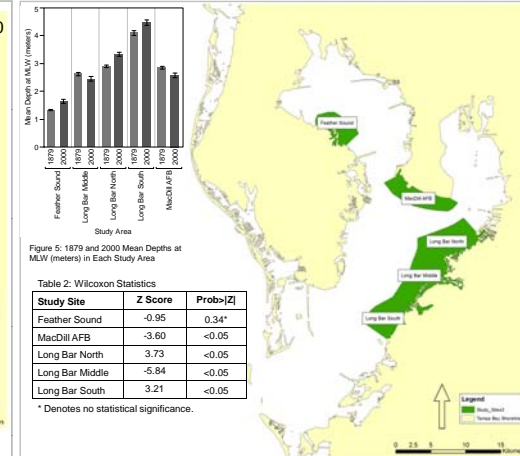 5
4
3
2
1
0
Mean Depth at MLW (meters)
1879 2000 1879 2000 1879 2000 1879 2000 1879 2000
Feather Sound
Long Bar Middle
Long Bar North
Long Bar South
MacDill AFB
Study Area
Figure 5: 1879 and 2000 Mean Depths at
MLW (meters) in Each Study Area
Table 2: Wilcoxon Statistics
Study Site Z Score Prob>|Z|
Feather Sound -0.95 0.34*
MacDill AFB -3.60 <0.05
Long Bar North 3.73 <0.05
Long Bar Middle -5.84 <0.05
Long Bar South 3.21 <0.05
* Denotes no statistical significance.
Feather Sound
MacDill AFB
Long Bar North
Long Bar Middle
Long Bar South
Legend
Tampa Bay
0 2.5 5 10 15